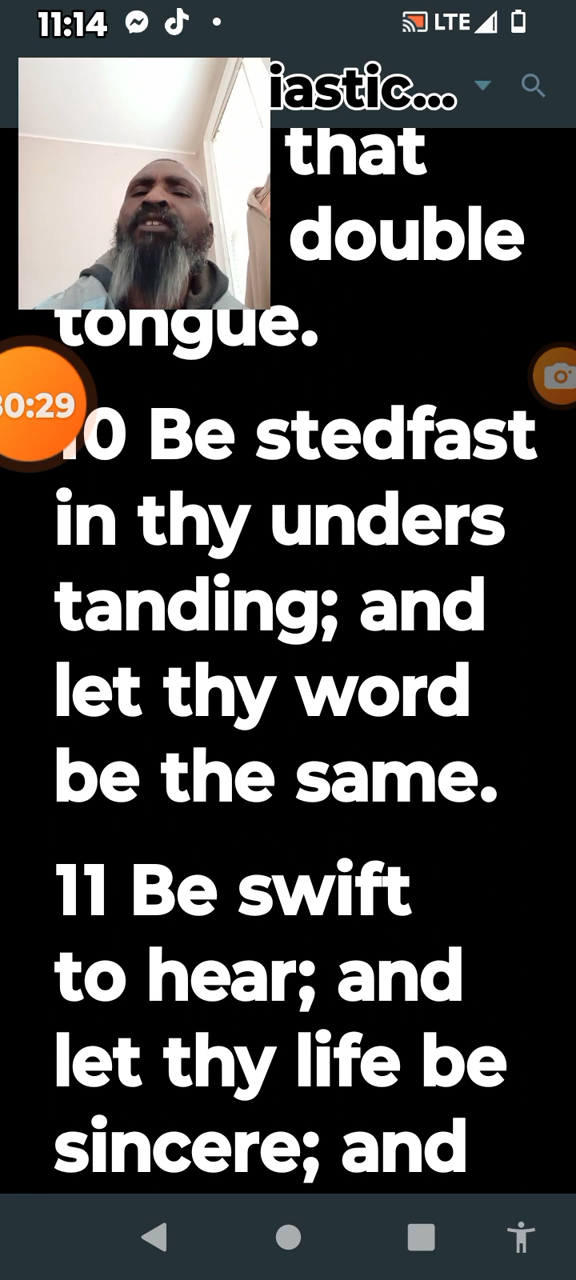 11:14
LTE
iastic...
that
double
tongue.
30:29
10 Be stedfast
in thy unders
tanding; and
let thy word
be the same.
11 Be swift
to hear; and
let thy life be
sincere; and